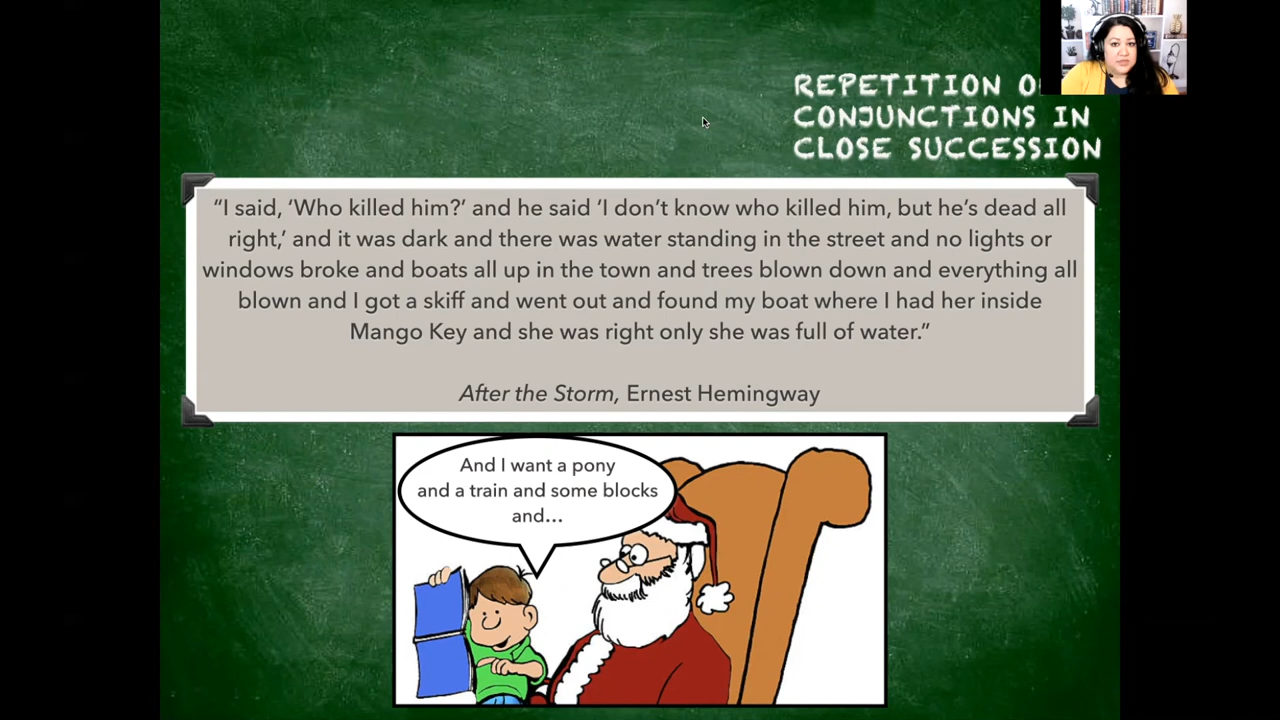 REPETITION
CONJUNCTIONS IN
CLOSE SUCCESSION
“I said, ‘Who killed him?’ and he said ‘I don’t know who killed him, but he’s dead all
right,’ and it was dark and there was water standing in the street and no lights or
windows broke and boats all up in the town and trees blown down and everything all
blown and I got a skiff and went out and found my boat where I had her inside
Mango Key and she was right only she was full of water.”
After the Storm, Ernest Hemingway
And I want a pony
and a train and some blocks
and…